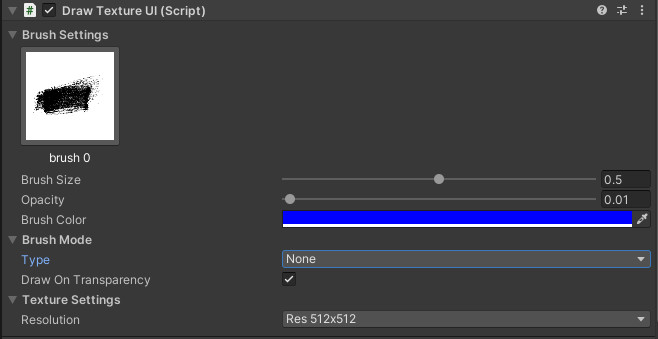 Draw Texture UI (Script)
Brush Settings
brush 0
Brush Size 0.5
Opacity 0.01
Brush Color
Brush Mode
Type None
Draw On Transparency
Texture Settings
Resolution Res 512x512